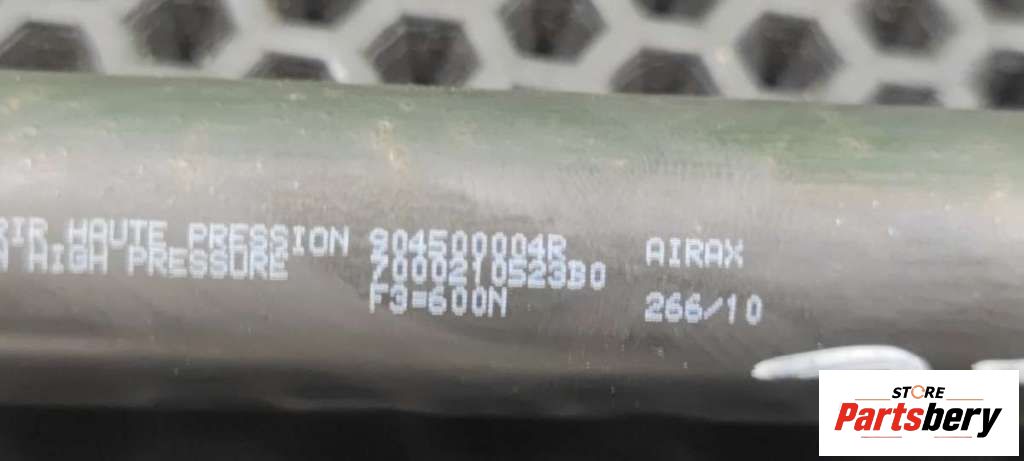 HAUTE PRESSION 904500004R AIRAX
HIGH PRESSURE 7000210523B0
F3=600N 266/10
STORE
Partsbery